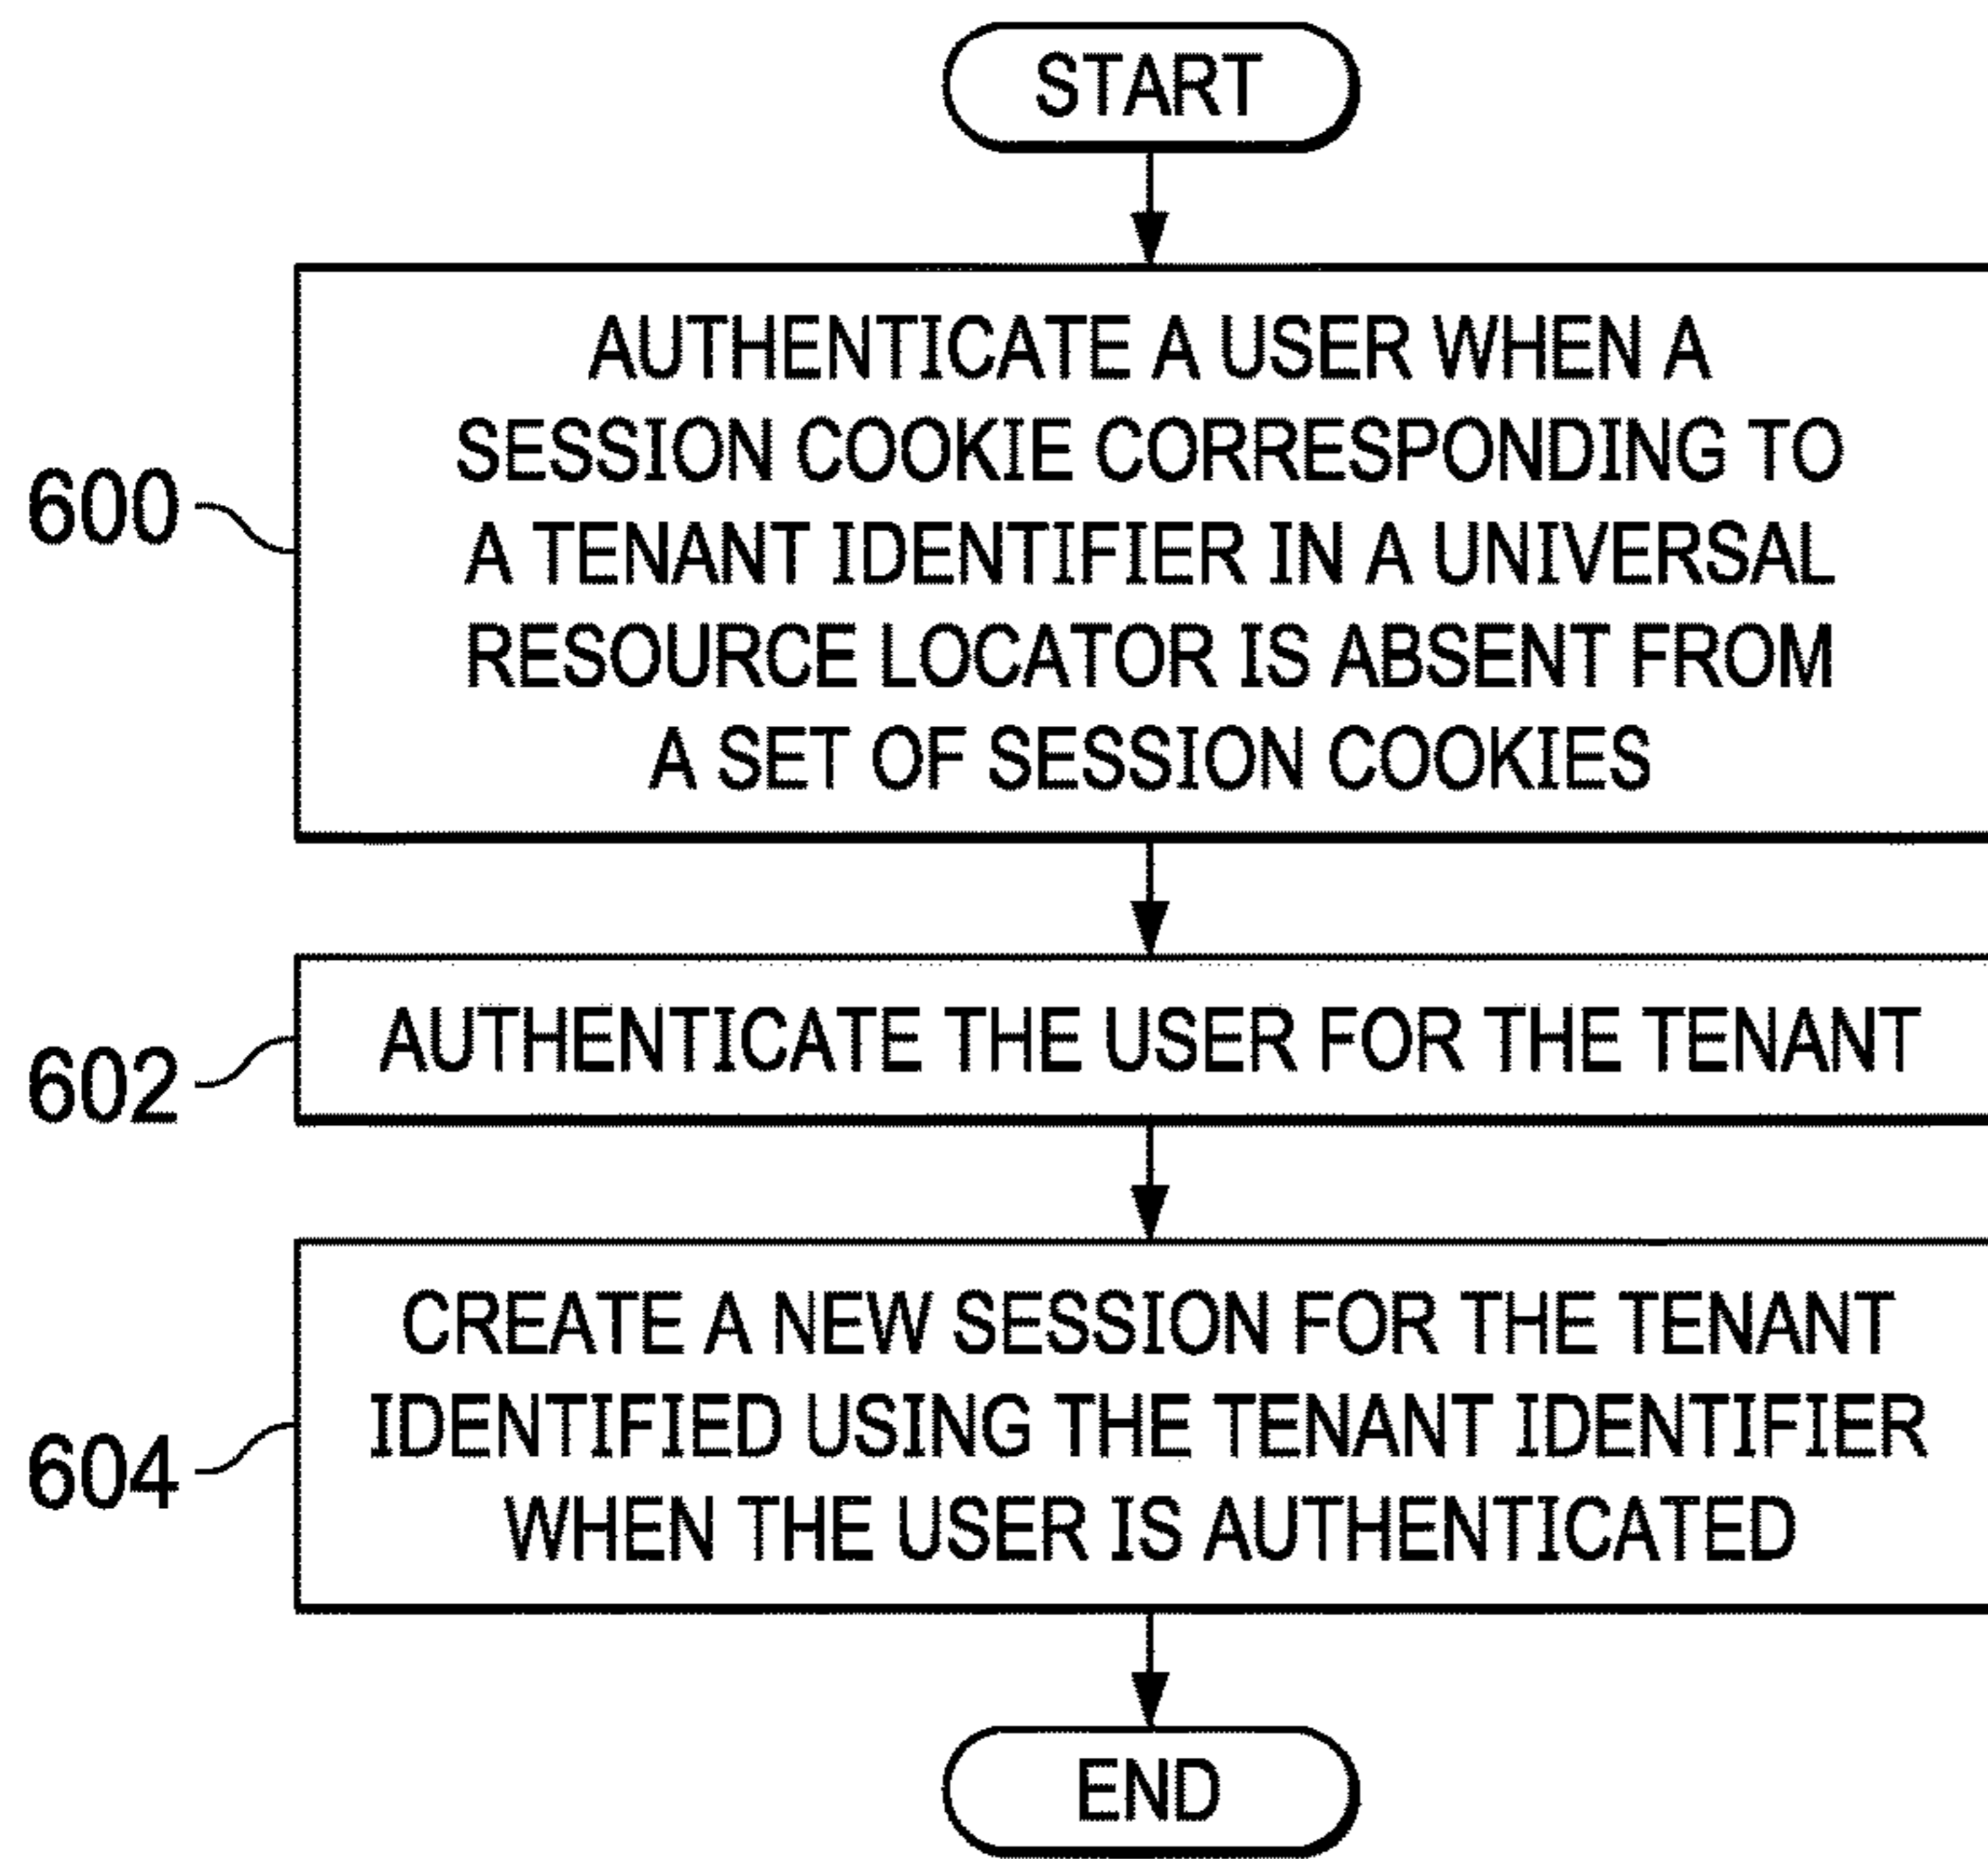 START
AUTHENTICATE A USER WHEN A
SESSION COOKIE CORRESPONDING TO
600
A TENANT IDENTIFIER IN A UNIVERSAL
RESOURCE LOCATOR IS ABSENT FROM
A SET OF SESSION COOKIES
602
AUTHENTICATE THE USER FOR THE TENANT
CREATE A NEW SESSION FOR THE TENANT
604
IDENTIFIED USING THE TENANT IDENTIFIER
WHEN THE USER IS AUTHENTICATED
END